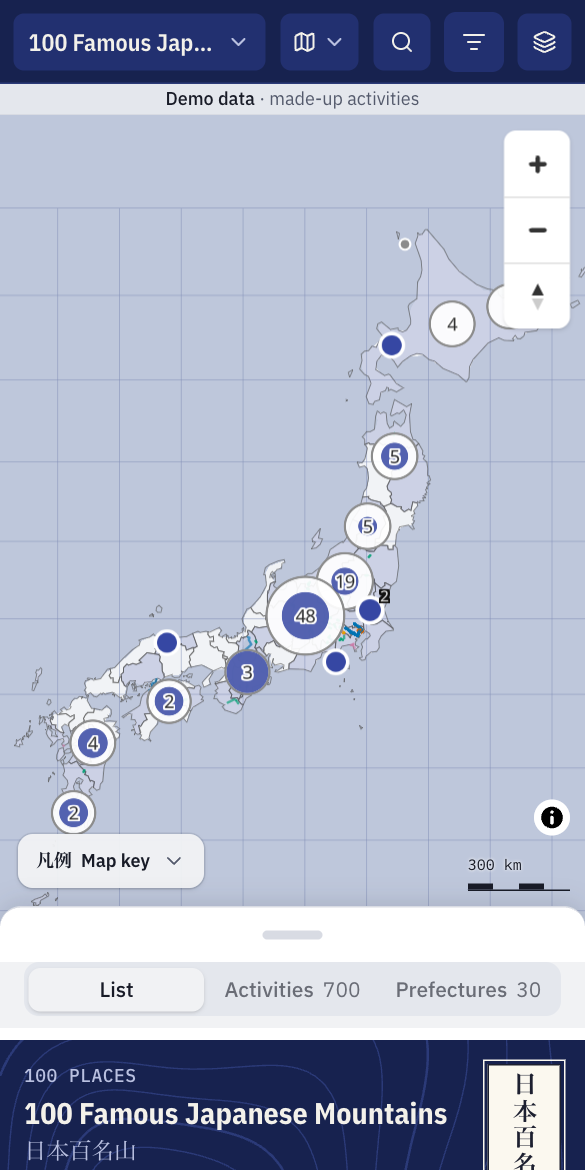 100 Famous Jap...
Demo data · made-up activities
4
5
5
19
2
48
3
2
4
2
凡例 Map key
300 km
List
Activities 700
Prefectures 30
100 PLACES
100 Famous Japanese Mountains
日本百名山
日本百名